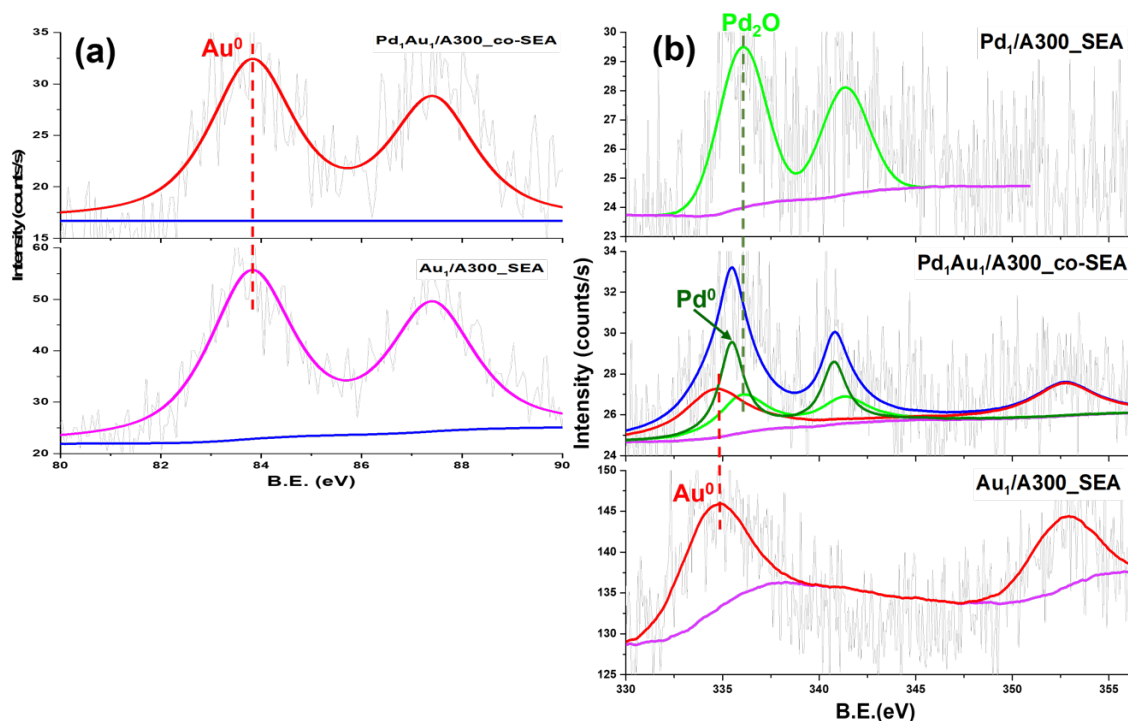 (a)
Au⁰
Pd₁Au₁/A300_co-SEA
35
30
25
20
15
Intensity (counts/s)
Au₁/A300_SEA
60
50
40
30
20
80 82 84 86 88 90
B.E. (eV)
(b)
Pd₂O
Pd₁/A300_SEA
30
29
28
27
26
25
24
23
Pd₁Au₁/A300_co-SEA
Pd⁰
34
32
30
28
26
24
Intensity (counts/s)
Au⁰
Au₁/A300_SEA
150
145
140
135
130
125
330 335 340 345 350 355
B.E.(eV)